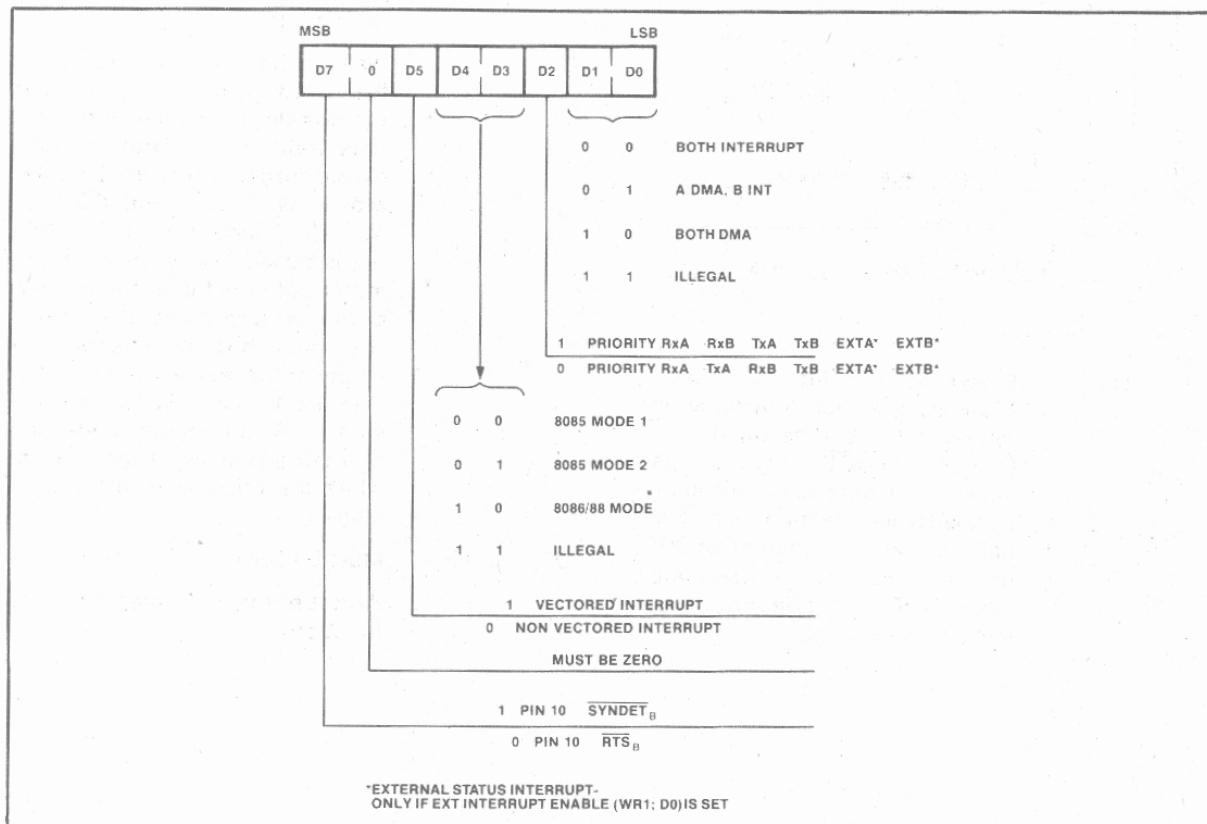 MSB LSB
D7 0 D5 D4 D3 D2 D1 D0
0 0 BOTH INTERRUPT
0 1 A DMA, B INT
1 0 BOTH DMA
1 1 ILLEGAL
1 PRIORITY RxA RxB TxA TxB EXTA* EXTB*
0 PRIORITY RxA TxA RxB TxB EXTA* EXTB*
0 0 8085 MODE 1
0 1 8085 MODE 2
1 0 8086/88 MODE
1 1 ILLEGAL
1 VECTORED INTERRUPT
0 NON VECTORED INTERRUPT
MUST BE ZERO
1 PIN 10 SYNDET B
0 PIN 10 RTS B
*EXTERNAL STATUS INTERRUPT-
ONLY IF EXT INTERRUPT ENABLE (WR1; D0) IS SET